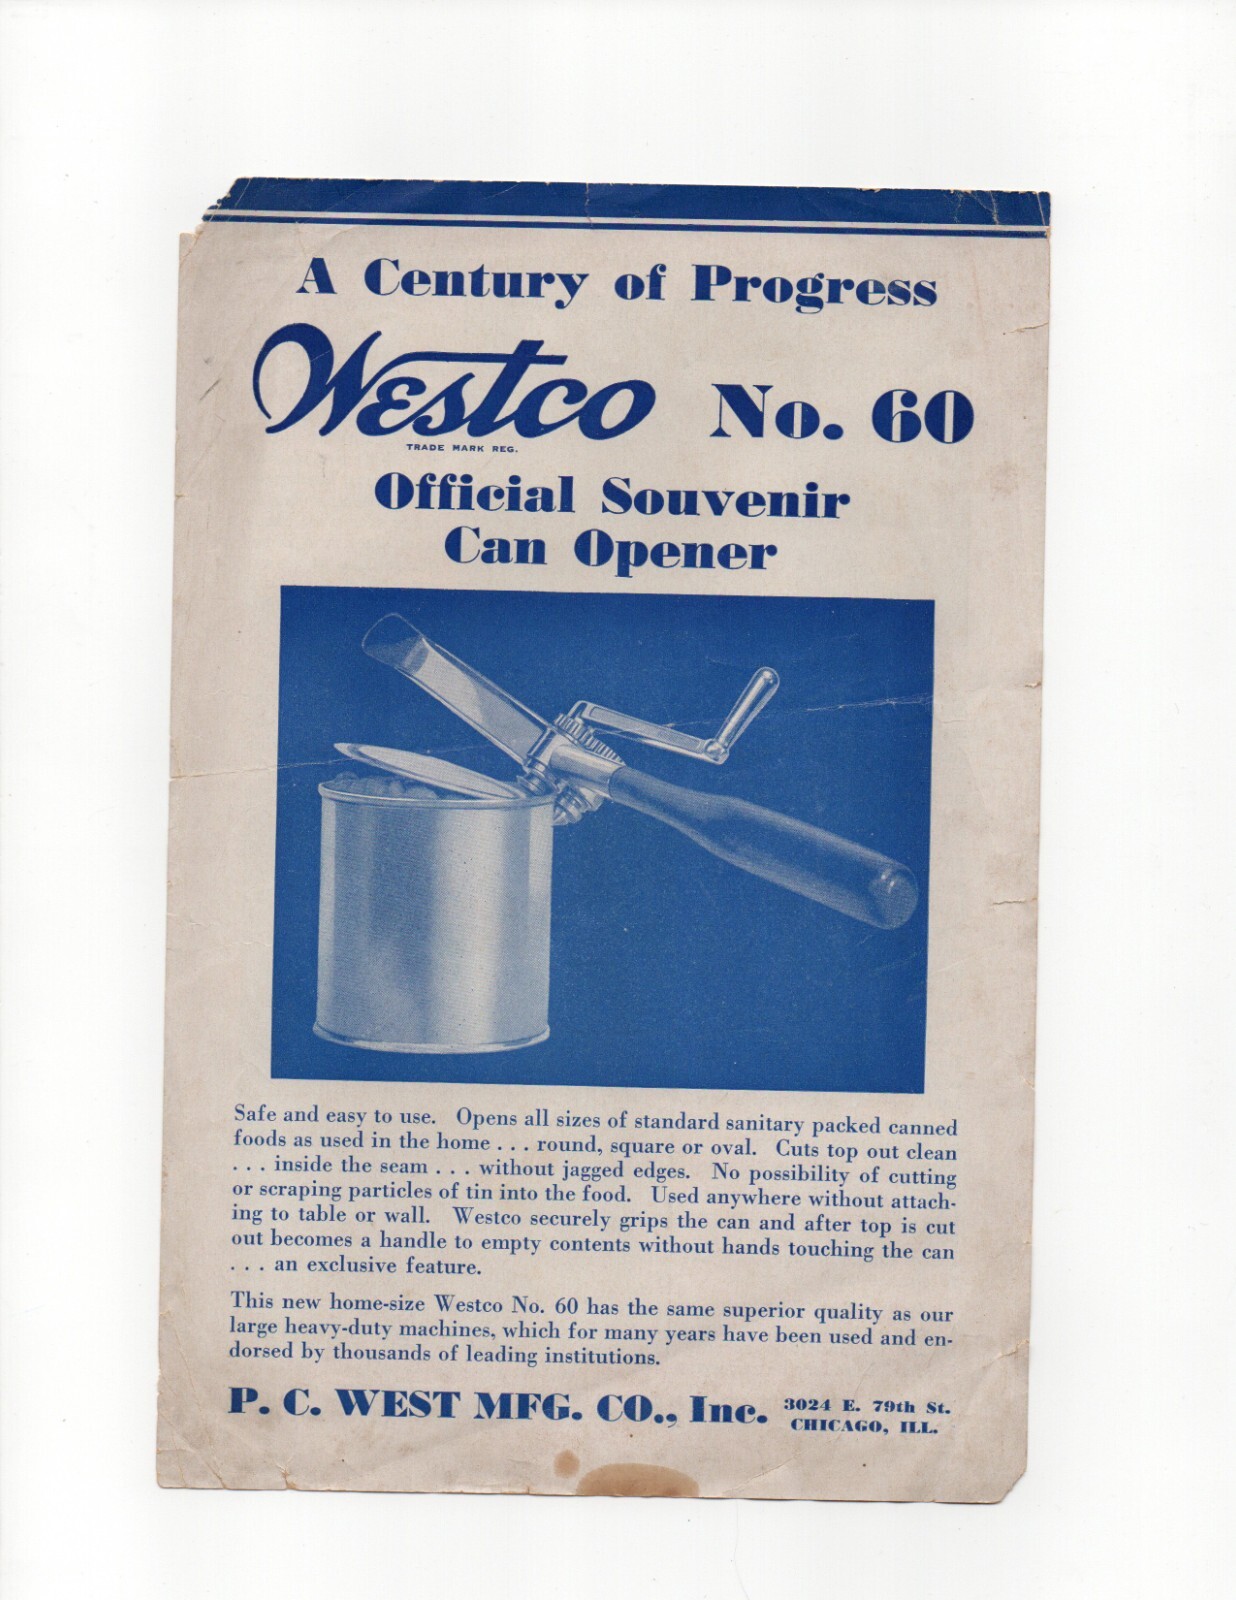 A Century of Progress
Westco No. 60
TRADE MARK REG.
Official Souvenir
Can Opener
Safe and easy to use. Opens all sizes of standard sanitary packed canned
foods as used in the home . . . round, square or oval. Cuts top out clean
. . . inside the seam . . . without jagged edges. No possibility of cutting
or scraping particles of tin into the food. Used anywhere without attach-
ing to table or wall. Westco securely grips the can and after top is cut
out becomes a handle to empty contents without hands touching the can
. . . an exclusive feature.
This new home-size Westco No. 60 has the same superior quality as our
large heavy-duty machines, which for many years have been used and en-
dorsed by thousands of leading institutions.
P. C. WEST MFG. CO., Inc. 3024 E. 79th St.
CHICAGO, ILL.